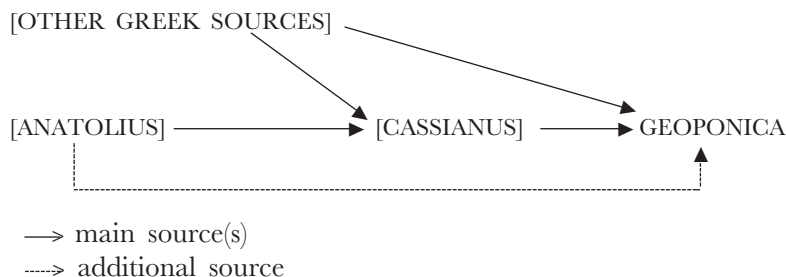 [OTHER GREEK SOURCES]
[ANATOLIUS] [CASSIANUS] GEOPONICA
main source(s)
additional source